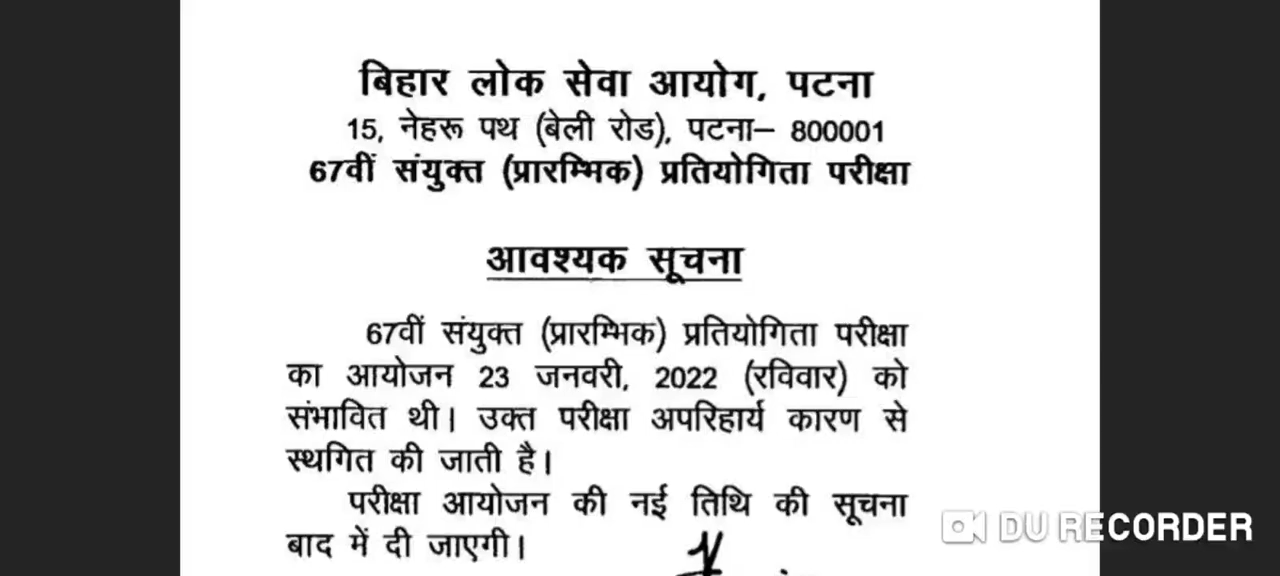 बिहार लोक सेवा आयोग, पटना
15, नेहरू पथ (बेली रोड), पटना– 800001
67वीं संयुक्त (प्रारम्भिक) प्रतियोगिता परीक्षा
आवश्यक सूचना
67वीं संयुक्त (प्रारम्भिक) प्रतियोगिता परीक्षा
का आयोजन 23 जनवरी, 2022 (रविवार) को
संभावित थी। उक्त परीक्षा अपरिहार्य कारण से
स्थगित की जाती है।
परीक्षा आयोजन की नई तिथि की सूचना
बाद में दी जाएगी।
DU RECORDER